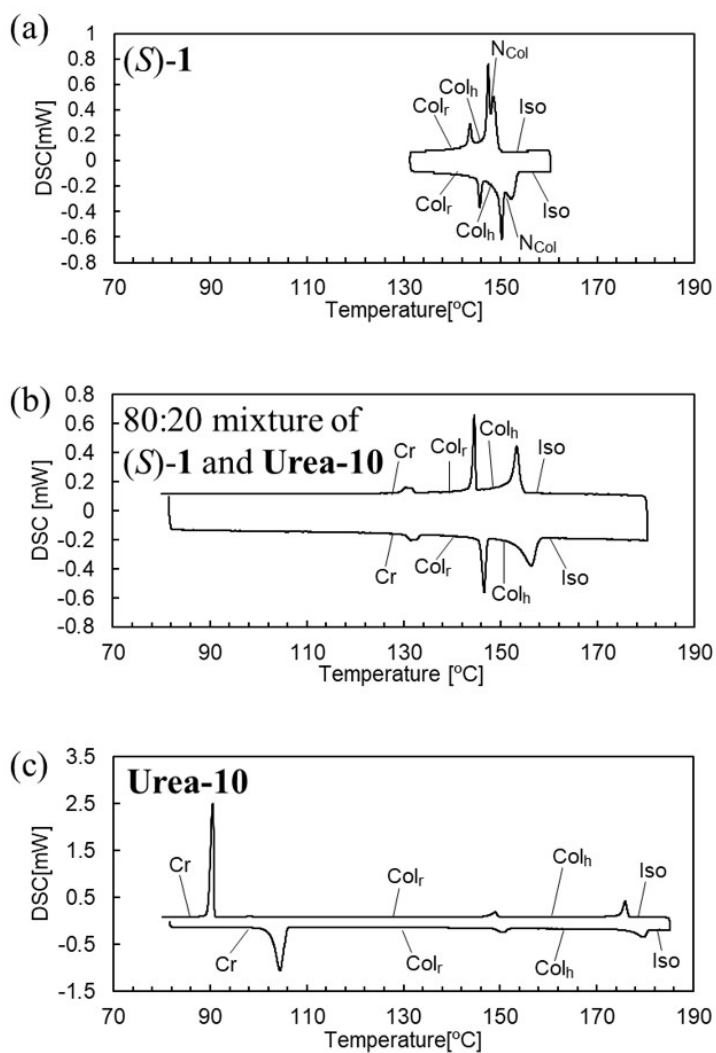 (a)
(S)-1
NCol
Colh
Colr
Iso
Colr
Colh
NCol
Iso
DSC[mW]
1
0.8
0.6
0.4
0.2
0
-0.2
-0.4
-0.6
-0.8
70 90 110 130 150 170 190
Temperature[ºC]
(b)
80:20 mixture of
(S)-1 and Urea-10
Cr
Colr
Colh
Iso
Cr
Colr
Colh
Iso
DSC [mW]
0.8
0.6
0.4
0.2
0
-0.2
-0.4
-0.6
-0.8
70 90 110 130 150 170 190
Temperature [ºC]
(c)
Urea-10
Cr
Colr
Colh
Iso
Cr
Colr
Colh
Iso
DSC[mW]
3.5
2.5
1.5
0.5
-0.5
-1.5
70 90 110 130 150 170 190
Temperature[ºC]